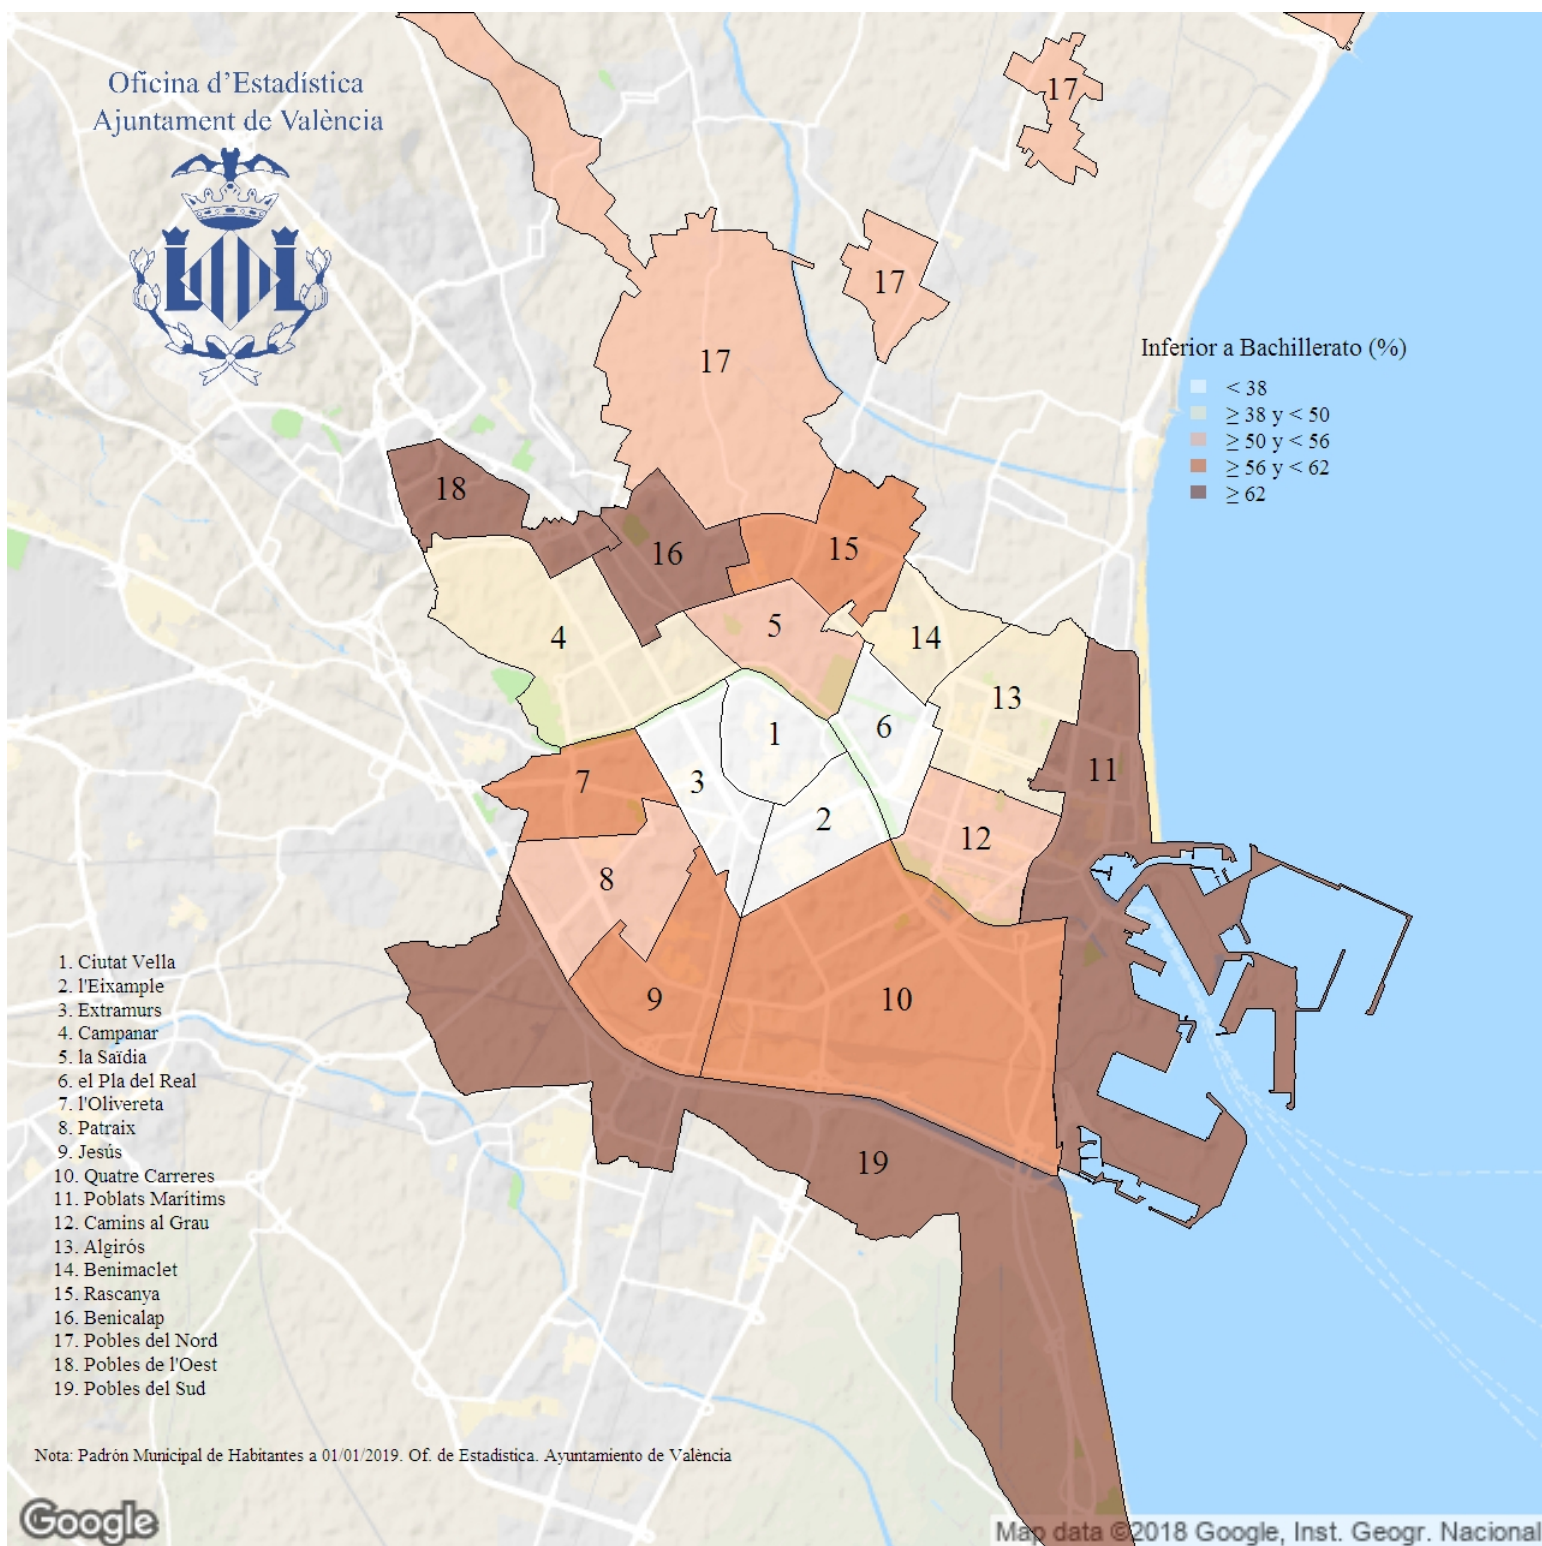 Oficina d'Estadística
Ajuntament de València
17
17
17
Inferior a Bachillerato (%)
< 38
≥ 38 y < 50
≥ 50 y < 56
≥ 56 y < 62
≥ 62
18
16
15
5
4
14
13
6
1
11
7
3
2
12
8
9
10
19
1. Ciutat Vella
2. l'Eixample
3. Extramurs
4. Campanar
5. la Saïdia
6. el Pla del Real
7. l'Olivereta
8. Patraix
9. Jesús
10. Quatre Carreres
11. Poblats Marítims
12. Camins al Grau
13. Algirós
14. Benimaclet
15. Rascanya
16. Benicalap
17. Pobles del Nord
18. Pobles de l'Oest
19. Pobles del Sud
Nota: Padrón Municipal de Habitantes a 01/01/2019. Of. de Estadística. Ayuntamiento de València
Google
Map data ©2018 Google, Inst. Geogr. Nacional